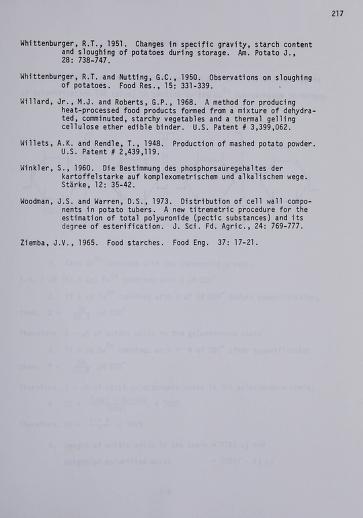 217
Whittenburger, R.T., 1951. Changes in specific gravity, starch content
and sloughing of potatoes during storage. Am. Potato J.,
28: 738-747.
Whittenburger, R.T. and Nutting, G.C., 1950. Observations on sloughing
of potatoes. Food Res., 15: 331-339.
Willard, Jr., M.J. and Roberts, G.P., 1968. A method for producing
heat-processed food products formed from a mixture of dehydra-
ted, comminuted, starchy vegetables and a thermal gelling
cellulose ether edible binder. U.S. Patent # 3,399,062.
Willets, A.K. and Rendle, T., 1948. Production of mashed potato powder.
U.S. Patent # 2,439,119.
Winkler, S., 1960. Die Bestimmung des phosphorsauregehaltes der
kartoffelstarke auf komplexometrischem und alkalischem wege.
Stärke, 12: 35-42.
Woodman, J.S. and Warren, D.S., 1973. Distribution of cell wall compo-
nents in potato tubers. A new titremetric procedure for the
estimation of total polyuronide (pectic substances) and its
degree of esterification. J. Sci. Fd. Agric., 24: 769-777.
Ziemba, J.V., 1965. Food starches. Food Eng. 37: 17-21.